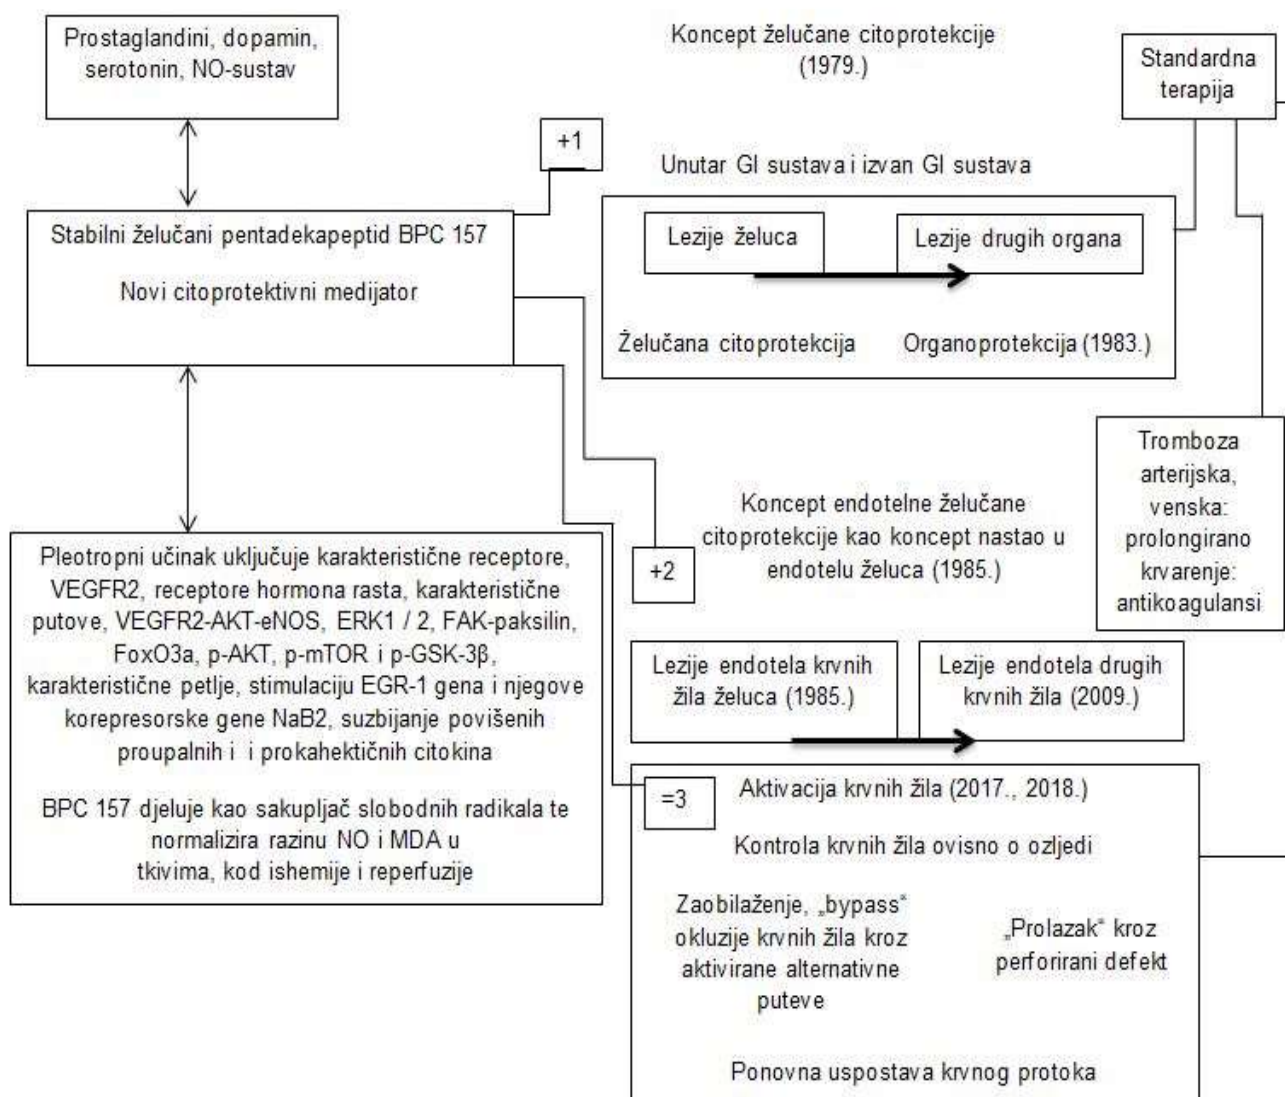 Prostaglandini, dopamin,
serotonin, NO-sustav
Koncept želučane citoprotekcije
(1979.)
Standardna
terapija
+1
Unutar GI sustava i izvan GI sustava
Stabilni želučani pentadekapeptid BPC 157
Novi citoprotektivni medijator
Lezije želuca
Lezije drugih organa
Želučana citoprotekcija
Organoprotekcija (1983.)
Tromboza
arterijska,
venska:
prolongirano
krvarenje:
antikoagulansi
+2
Koncept endotelne želučane
citoprotekcije kao koncept nastao u
endotelu želuca (1985.)
Pleotropni učinak uključuje karakteristične receptore,
VEGFR2, receptore hormona rasta, karakteristične
putove, VEGFR2-AKT-eNOS, ERK1 / 2, FAK-paksilin,
FoxO3a, p-AKT, p-mTOR i p-GSK-3β,
karakteristične petlje, stimulaciju EGR-1 gena i njegove
korepresorske gene NaB2, suzbijanje povišenih
proupalnih i i prokahektičnih citokina
BPC 157 djeluje kao sakupljač slobodnih radikala te
normalizira razinu NO i MDA u
tkivima, kod ishemije i reperfuzije
Lezije endotela krvnih
žila želuca (1985.)
Lezije endotela drugih
krvnih žila (2009.)
=3
Aktivacija krvnih žila (2017., 2018.)
Kontrola krvnih žila ovisno o ozljedi
Zaobilaženje, „bypass“
okluzije krvnih žila kroz
aktivirane alternativne
puteve
„Prolazak“ kroz
perforirani defekt
Ponovna uspostava krvnog protoka